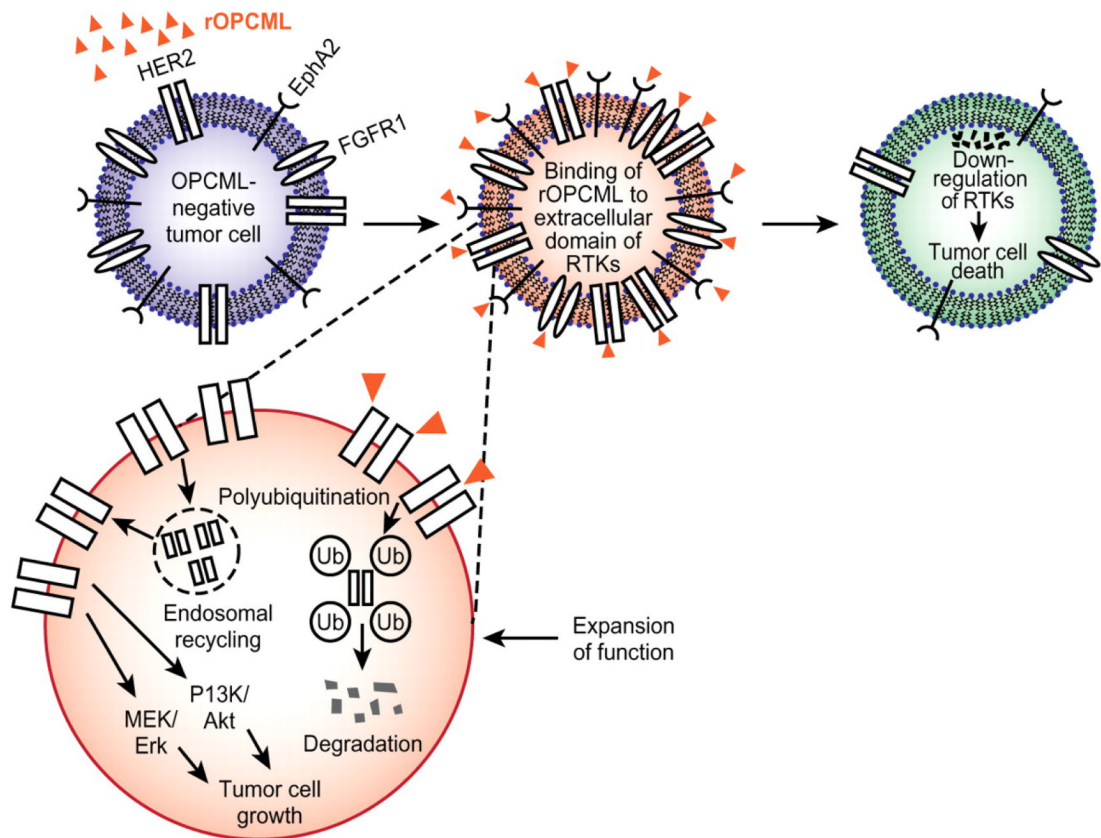 rOPCML
HER2
EphA2
FGFR1
OPCML-
negative
tumor cell
Binding of
rOPCML to
extracellular
domain of
RTKs
Down-
regulation
of RTKs
Tumor cell
death
Polyubiquitination
Ub
Ub
Ub
Ub
Endosomal
recycling
Expansion
of function
P13K/
Akt
MEK/
Erk
Degradation
Tumor cell
growth